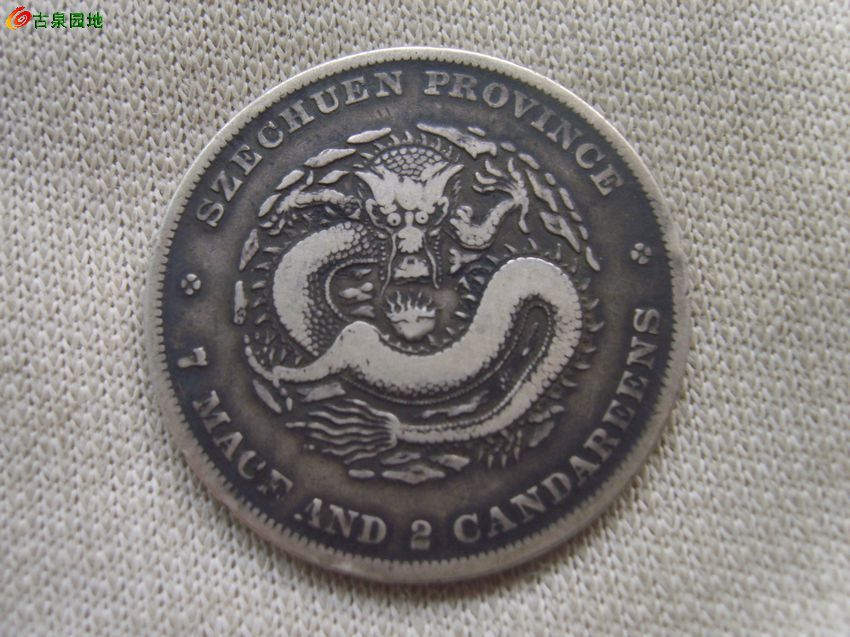 古泉园地
SZECHUEN PROVINCE
7 MACE AND 2 CANDAREENS